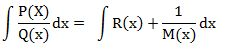 ∫ P(X)/Q(x) dx = ∫ R(x) + 1/M(x) dx